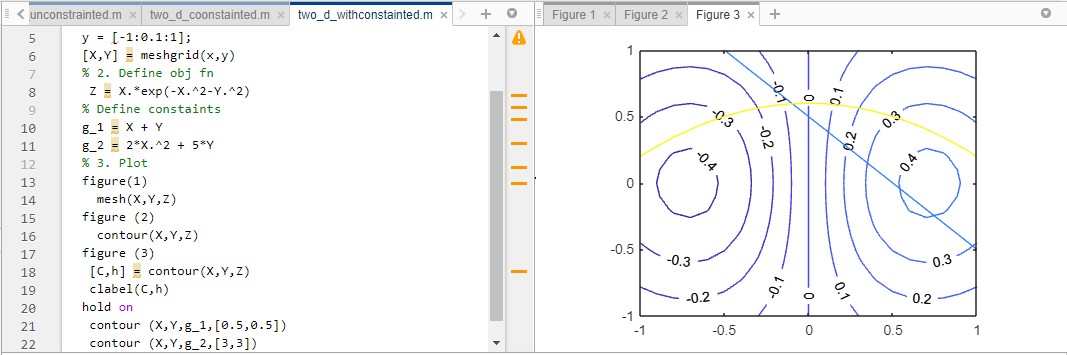 unconstrainted.m × two_d_coonstainted.m × two_d_withconstainted.m ×
Figure 1 × Figure 2 × Figure 3 ×
5 y = [-1:0.1:1];
6 [X,Y] = meshgrid(x,y)
7 % 2. Define obj fn
8 Z = X.*exp(-X.^2-Y.^2)
9 % Define constaints
10 g_1 = X + Y
11 g_2 = 2*X.^2 + 5*Y
12 % 3. Plot
13 figure(1)
14 mesh(X,Y,Z)
15 figure (2)
16 contour(X,Y,Z)
17 figure (3)
18 [C,h] = contour(X,Y,Z)
19 clabel(C,h)
20 hold on
21 contour (X,Y,g_1,[0.5,0.5])
22 contour (X,Y,g_2,[3,3])
1
0.5
0
-0.5
-1
-1 -0.5 0 0.5 1
-0.1 0 0.1
-0.3 -0.2 0.2 0.3
-0.4 0.4
-0.3 0.3
-0.2 -0.1 0 0.1 0.2